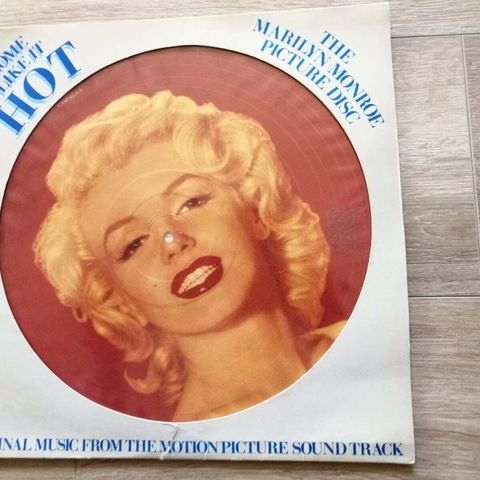 OME
LIKE IT
HOT
THE
MARILYN MONROE
PICTURE DISC
INAL MUSIC FROM THE MOTION PICTURE SOUND TRACK